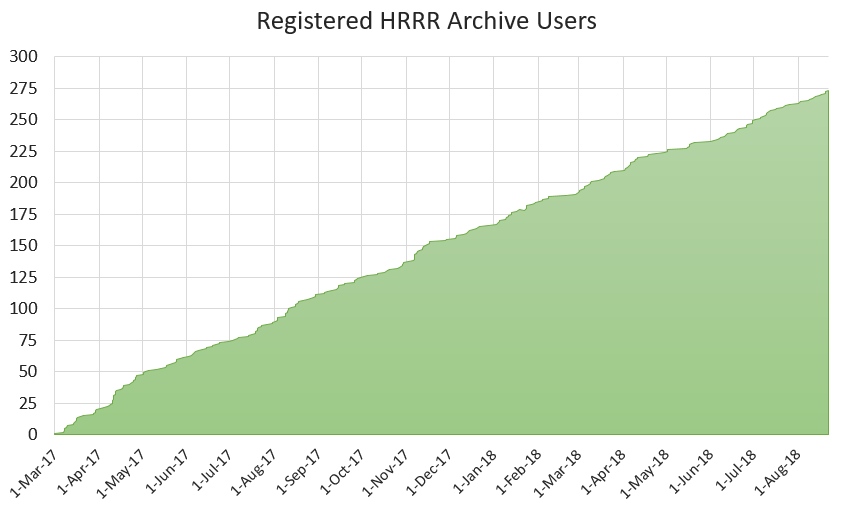 Registered HRRR Archive Users
300
275
250
225
200
175
150
125
100
75
50
25
0
1-Mar-17
1-Apr-17
1-May-17
1-Jun-17
1-Jul-17
1-Aug-17
1-Sep-17
1-Oct-17
1-Nov-17
1-Dec-17
1-Jan-18
1-Feb-18
1-Mar-18
1-Apr-18
1-May-18
1-Jun-18
1-Jul-18
1-Aug-18